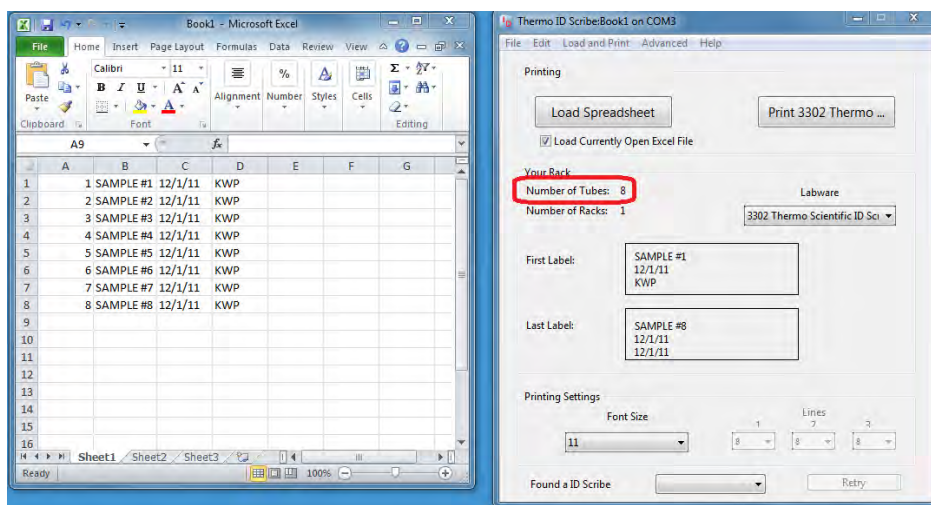 Book1 - Microsoft Excel
File Home Insert Page Layout Formulas Data Review View
Paste
Calibri 11
B I U A A
A
Alignment Number Styles Cells
%
Σ
Clipboard Font Editing
A9 fx
A B C D E F G
1 1 SAMPLE #1 12/1/11 KWP
2 2 SAMPLE #2 12/1/11 KWP
3 3 SAMPLE #3 12/1/11 KWP
4 4 SAMPLE #4 12/1/11 KWP
5 5 SAMPLE #5 12/1/11 KWP
6 6 SAMPLE #6 12/1/11 KWP
7 7 SAMPLE #7 12/1/11 KWP
8 8 SAMPLE #8 12/1/11 KWP
9
10
11
12
13
14
15
16
Sheet1 Sheet2 Sheet3
Ready 100%
Thermo ID Scribe:Book1 on COM3
File Edit Load and Print Advanced Help
Printing
Load Spreadsheet Print 3302 Thermo ...
Load Currently Open Excel File
Your Rack
Number of Tubes: 8 Labware
Number of Racks: 1 3302 Thermo Scientific ID Scr
First Label: SAMPLE #1
12/1/11
KWP
Last Label: SAMPLE #8
12/1/11
12/1/11
Printing Settings
Font Size Lines
1 2 3
11 8 8 8
Found a ID Scribe Retry